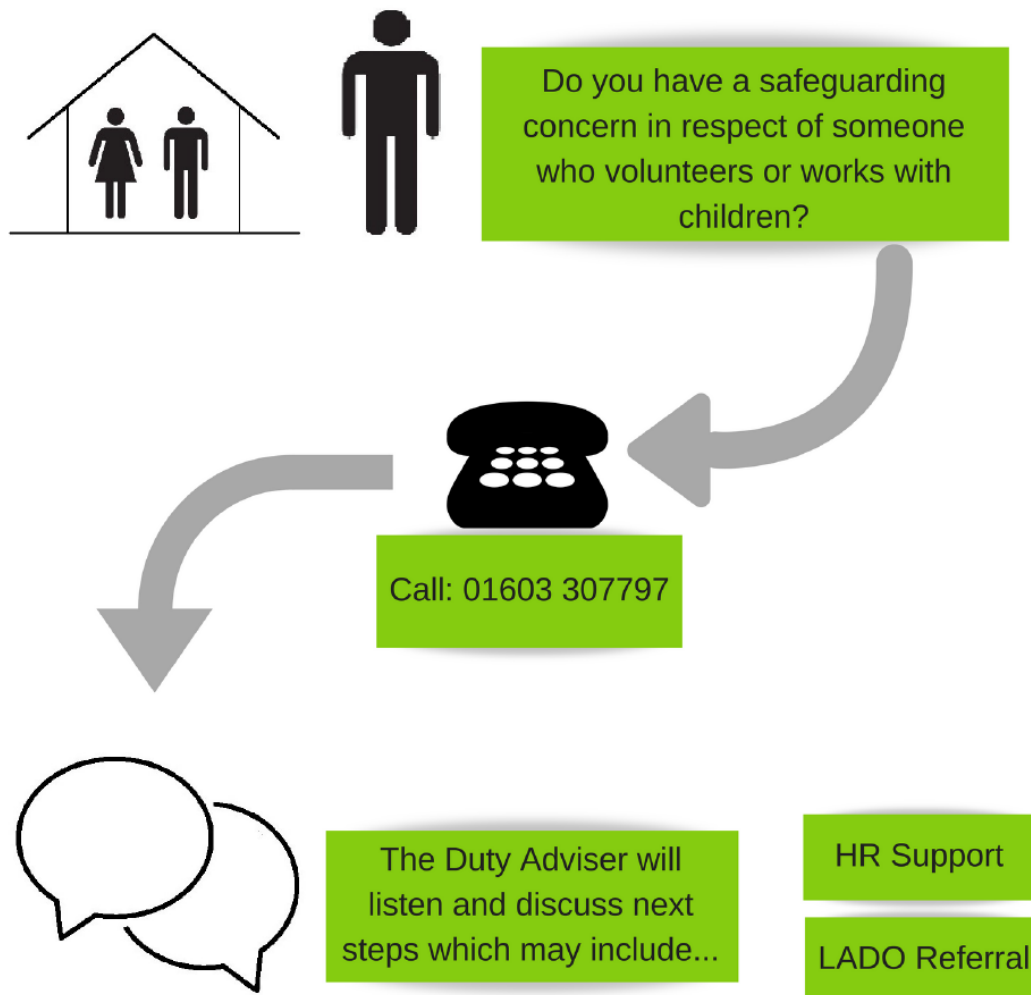 Do you have a safeguarding
concern in respect of someone
who volunteers or works with
children?
Call: 01603 307797
The Duty Adviser will
listen and discuss next
steps which may include...
HR Support
LADO Referral